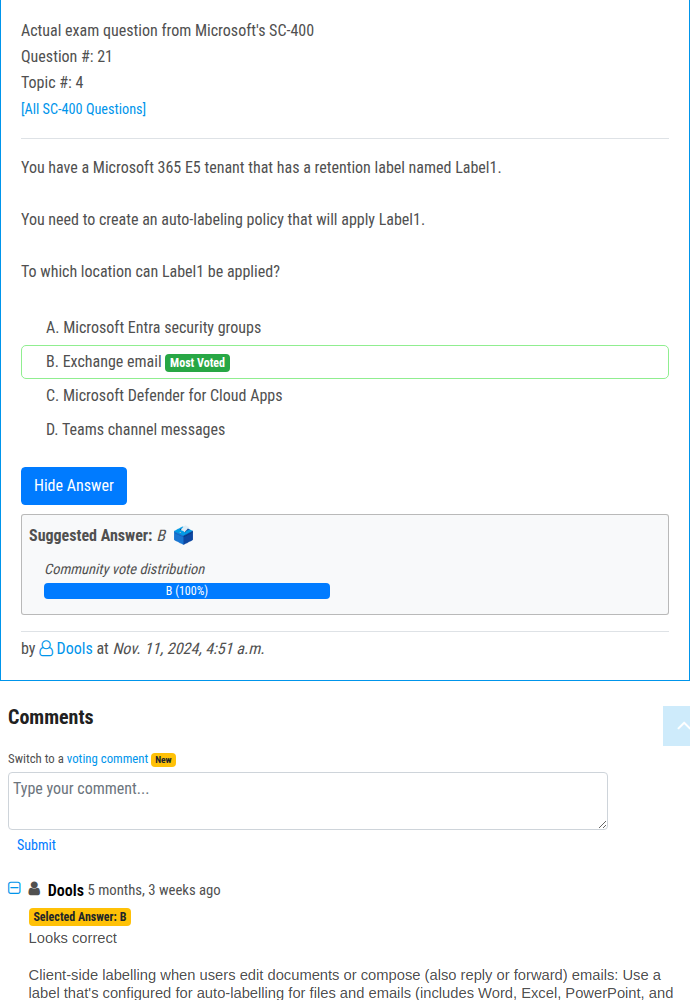 Actual exam question from Microsoft's SC-400
Question #: 21
Topic #: 4
[All SC-400 Questions]
You have a Microsoft 365 E5 tenant that has a retention label named Label1.
You need to create an auto-labeling policy that will apply Label1.
To which location can Label1 be applied?
A. Microsoft Entra security groups
B. Exchange email Most Voted
C. Microsoft Defender for Cloud Apps
D. Teams channel messages
Hide Answer
Suggested Answer: B
Community vote distribution
B (100%)
by Dools at Nov. 11, 2024, 4:51 a.m.
Comments
Switch to a voting comment New
Type your comment...
Submit
Dools 5 months, 3 weeks ago
Selected Answer: B
Looks correct
Client-side labelling when users edit documents or compose (also reply or forward) emails: Use a
label that's configured for auto-labelling for files and emails (includes Word, Excel, PowerPoint, and